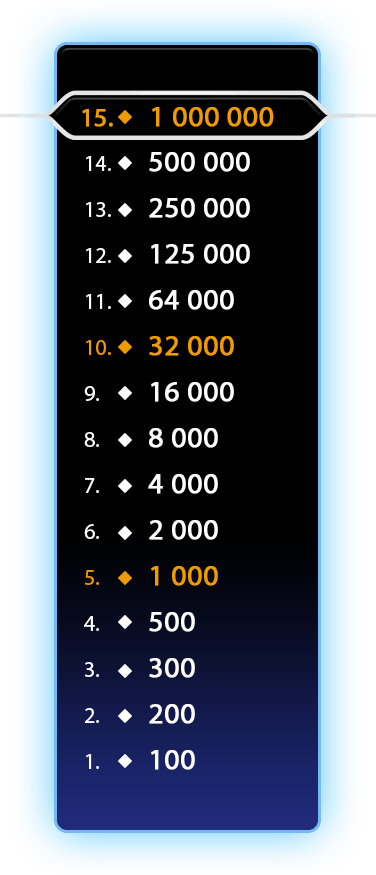 15. ◆ 1 000 000
14. ◆ 500 000
13. ◆ 250 000
12. ◆ 125 000
11. ◆ 64 000
10. ◆ 32 000
9. ◆ 16 000
8. ◆ 8 000
7. ◆ 4 000
6. ◆ 2 000
5. ◆ 1 000
4. ◆ 500
3. ◆ 300
2. ◆ 200
1. ◆ 100